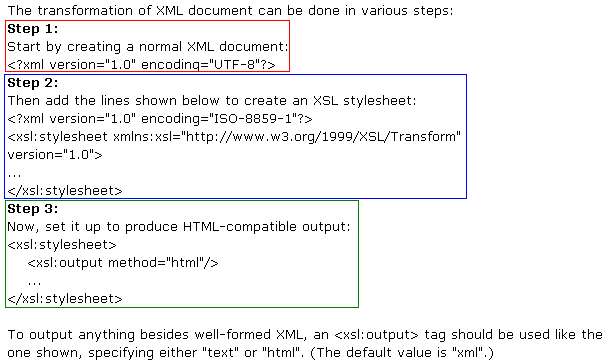 The transformation of XML document can be done in various steps:
Step 1:
Start by creating a normal XML document:
<?xml version="1.0" encoding="UTF-8"?>
Step 2:
Then add the lines shown below to create an XSL stylesheet:
<?xml version="1.0" encoding="ISO-8859-1"?>
<xsl:stylesheet xmlns:xsl="http://www.w3.org/1999/XSL/Transform"
version="1.0">
...
</xsl:stylesheet>
Step 3:
Now, set it up to produce HTML-compatible output:
<xsl:stylesheet>
<xsl:output method="html"/>
...
</xsl:stylesheet>
To output anything besides well-formed XML, an <xsl:output> tag should be used like the
one shown, specifying either "text" or "html". (The default value is "xml".)